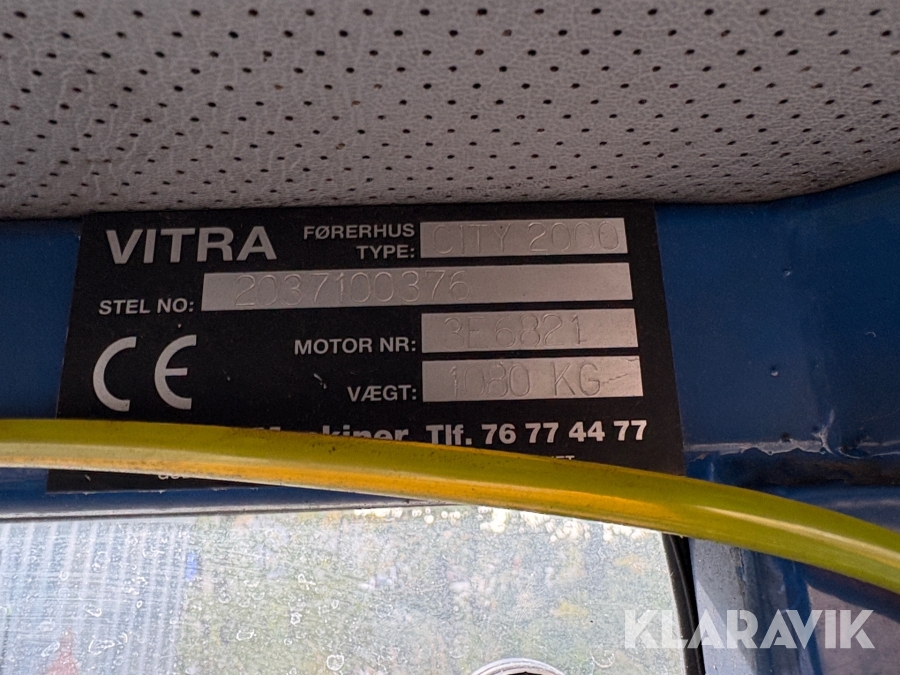 VITRA
FØRERHUS
TYPE: CITY 2000
STEL NO: 2037100376
MOTOR NR: 3E6821
VÆGT: 1080 KG
Tlf. 76 77 44 77
KLARAVIK